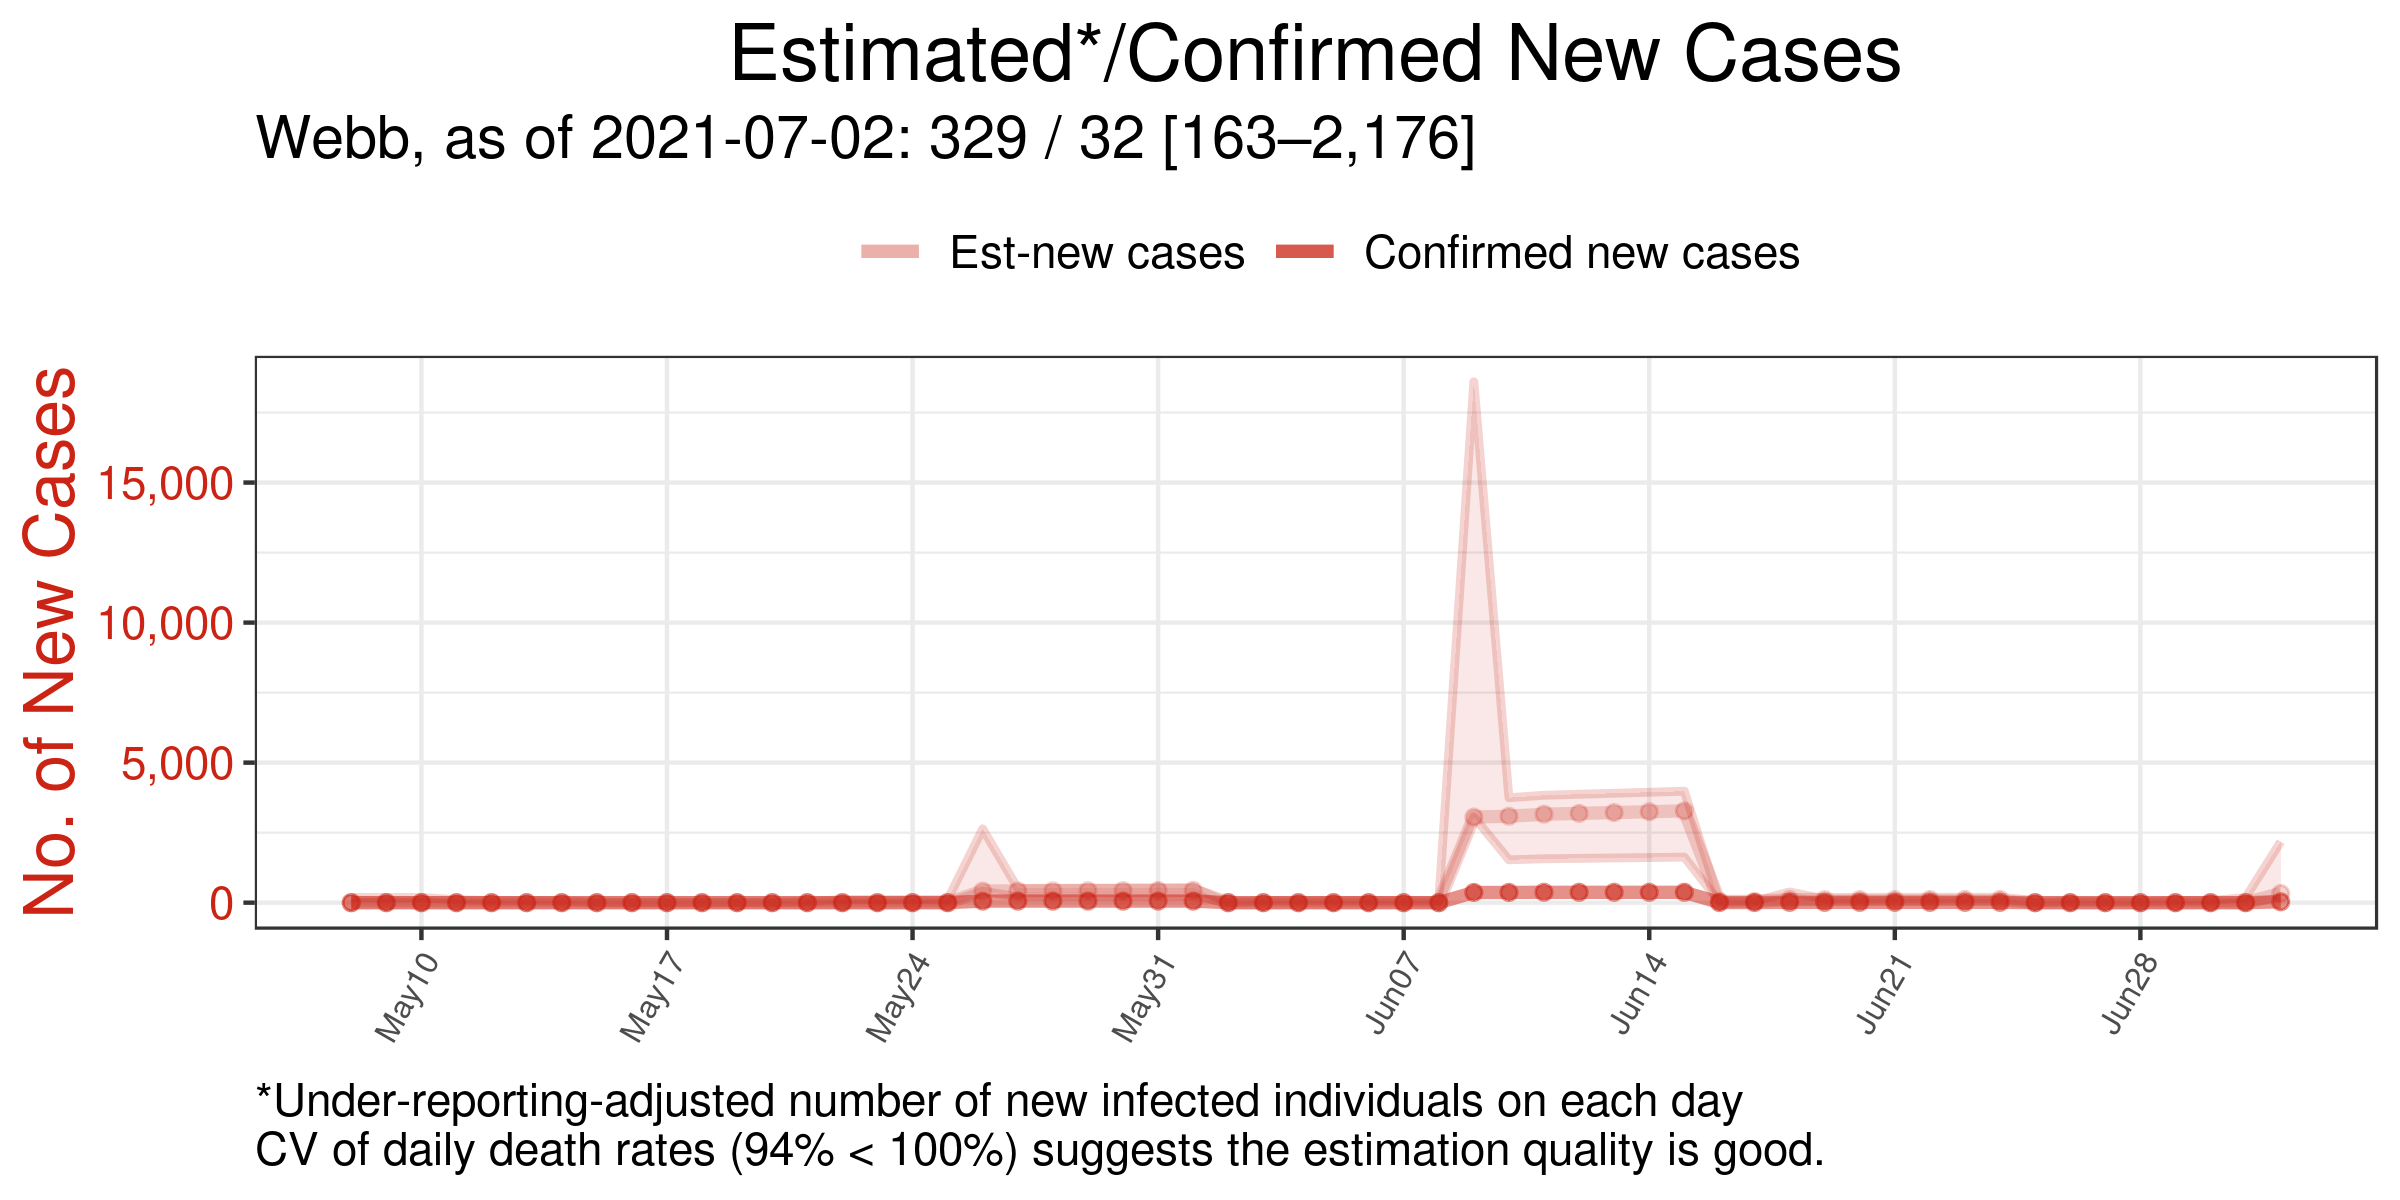 Estimated*/Confirmed New Cases
Webb, as of 2021-07-02: 329 / 32 [163–2,176]
Est-new cases
Confirmed new cases
No. of New Cases
15,000
10,000
5,000
0
May10
May17
May24
May31
Jun07
Jun14
Jun21
Jun28
*Under-reporting-adjusted number of new infected individuals on each day
CV of daily death rates (94% < 100%) suggests the estimation quality is good.